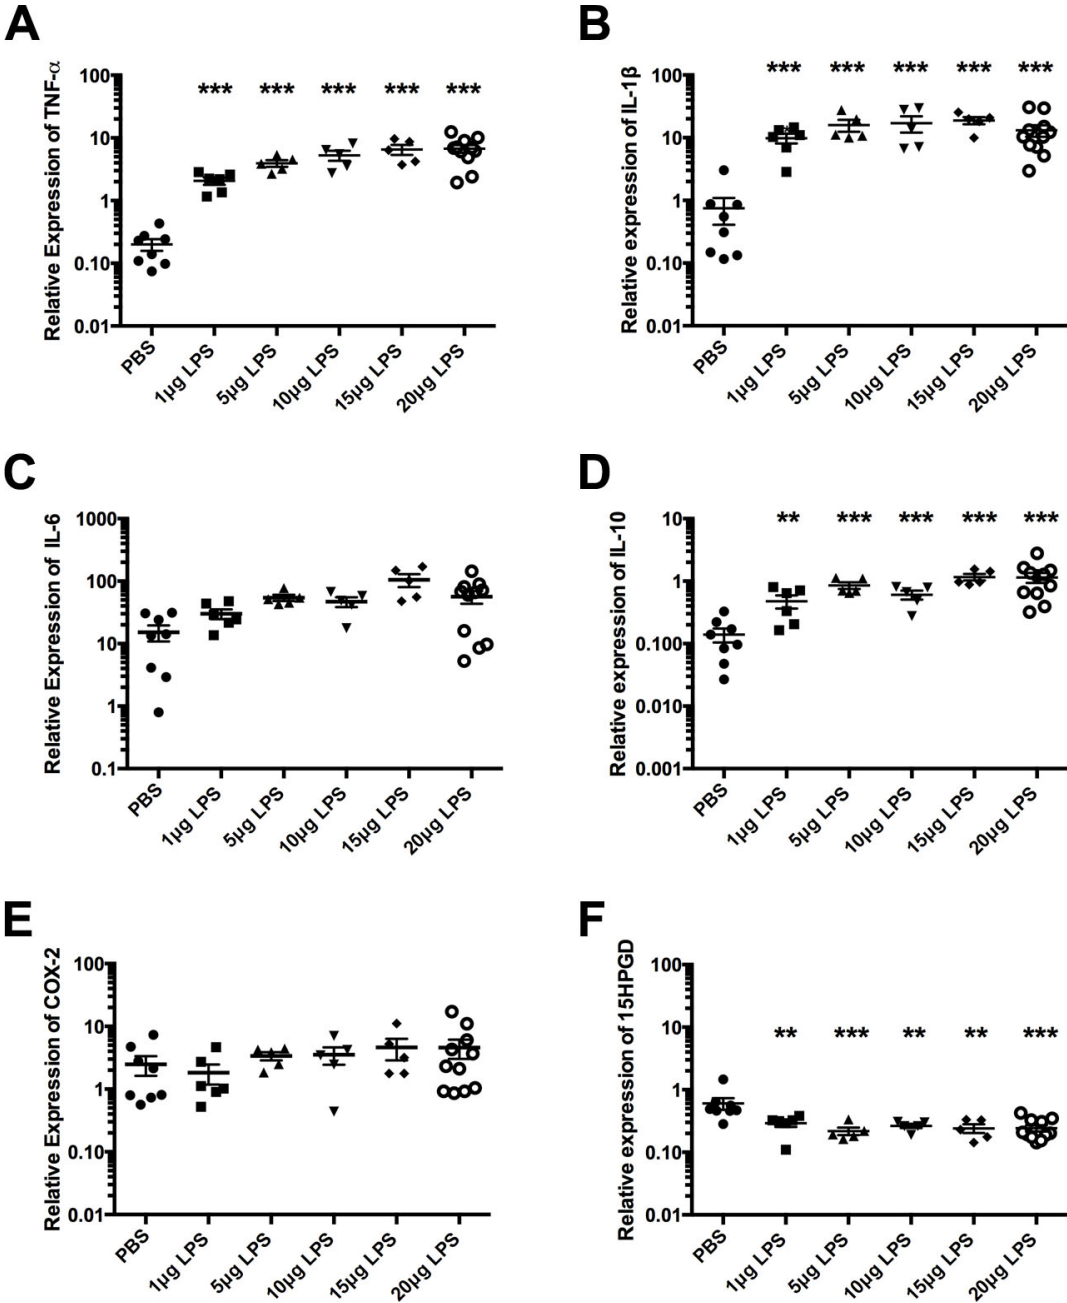 A
Relative Expression of TNF-α
100
10
1
0.10
0.01
*** *** *** *** ***
PBS
1µg LPS
5µg LPS
10µg LPS
15µg LPS
20µg LPS
B
Relative expression of IL-1β
100
10
1
0.10
0.01
*** *** *** *** ***
PBS
1µg LPS
5µg LPS
10µg LPS
15µg LPS
20µg LPS
C
Relative Expression of IL-6
1000
100
10
1
0.1
PBS
1µg LPS
5µg LPS
10µg LPS
15µg LPS
20µg LPS
D
Relative expression of IL-10
10
1
0.100
0.010
0.001
** *** *** *** ***
PBS
1µg LPS
5µg LPS
10µg LPS
15µg LPS
20µg LPS
E
Relative Expression of COX-2
100
10
1
0.10
0.01
PBS
1µg LPS
5µg LPS
10µg LPS
15µg LPS
20µg LPS
F
Relative expression of 15HPGD
100
10
1
0.10
0.01
** *** ** ** ***
PBS
1µg LPS
5µg LPS
10µg LPS
15µg LPS
20µg LPS